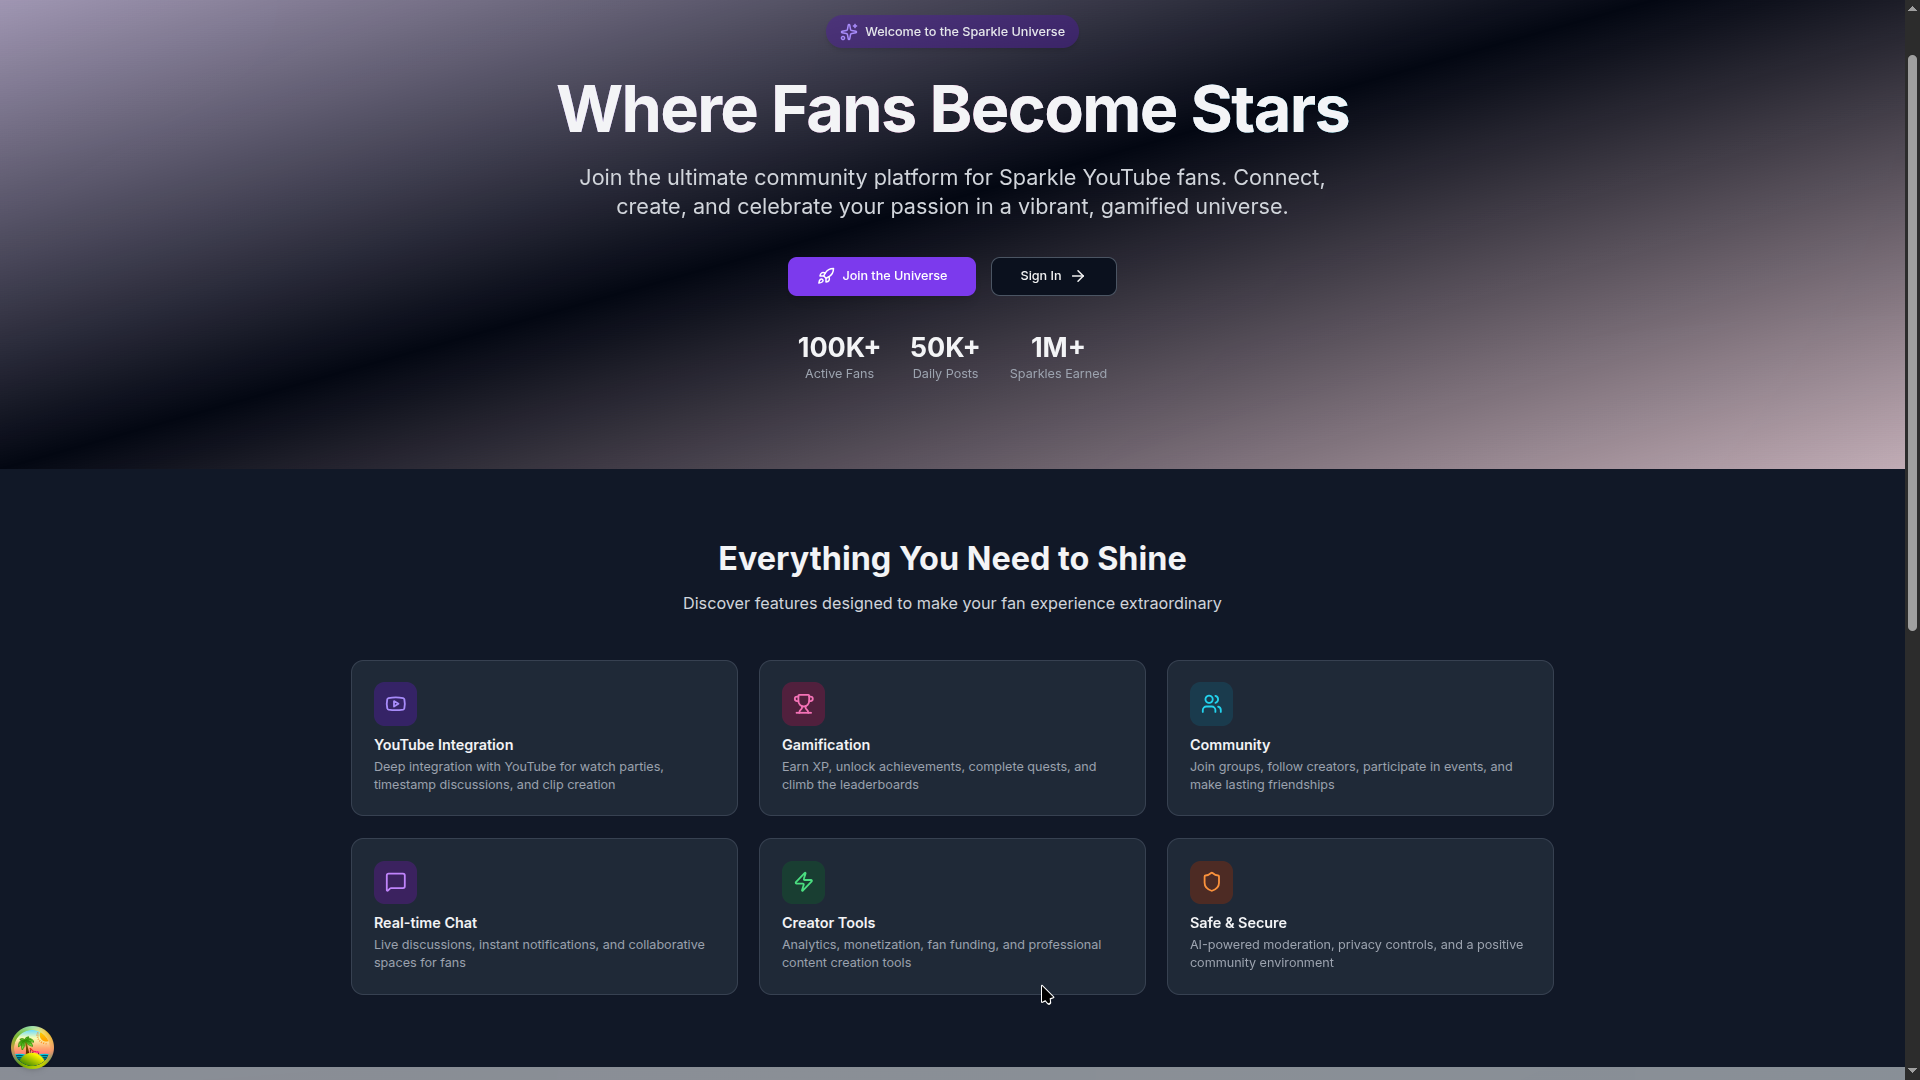 Welcome to the Sparkle Universe
Where Fans Become Stars
Join the ultimate community platform for Sparkle YouTube fans. Connect,
create, and celebrate your passion in a vibrant, gamified universe.
Join the Universe
Sign In
100K+
Active Fans
50K+
Daily Posts
1M+
Sparkles Earned
Everything You Need to Shine
Discover features designed to make your fan experience extraordinary
YouTube Integration
Deep integration with YouTube for watch parties,
timestamp discussions, and clip creation
Gamification
Earn XP, unlock achievements, complete quests, and
climb the leaderboards
Community
Join groups, follow creators, participate in events, and
make lasting friendships
Real-time Chat
Live discussions, instant notifications, and collaborative
spaces for fans
Creator Tools
Analytics, monetization, fan funding, and professional
content creation tools
Safe & Secure
AI-powered moderation, privacy controls, and a positive
community environment